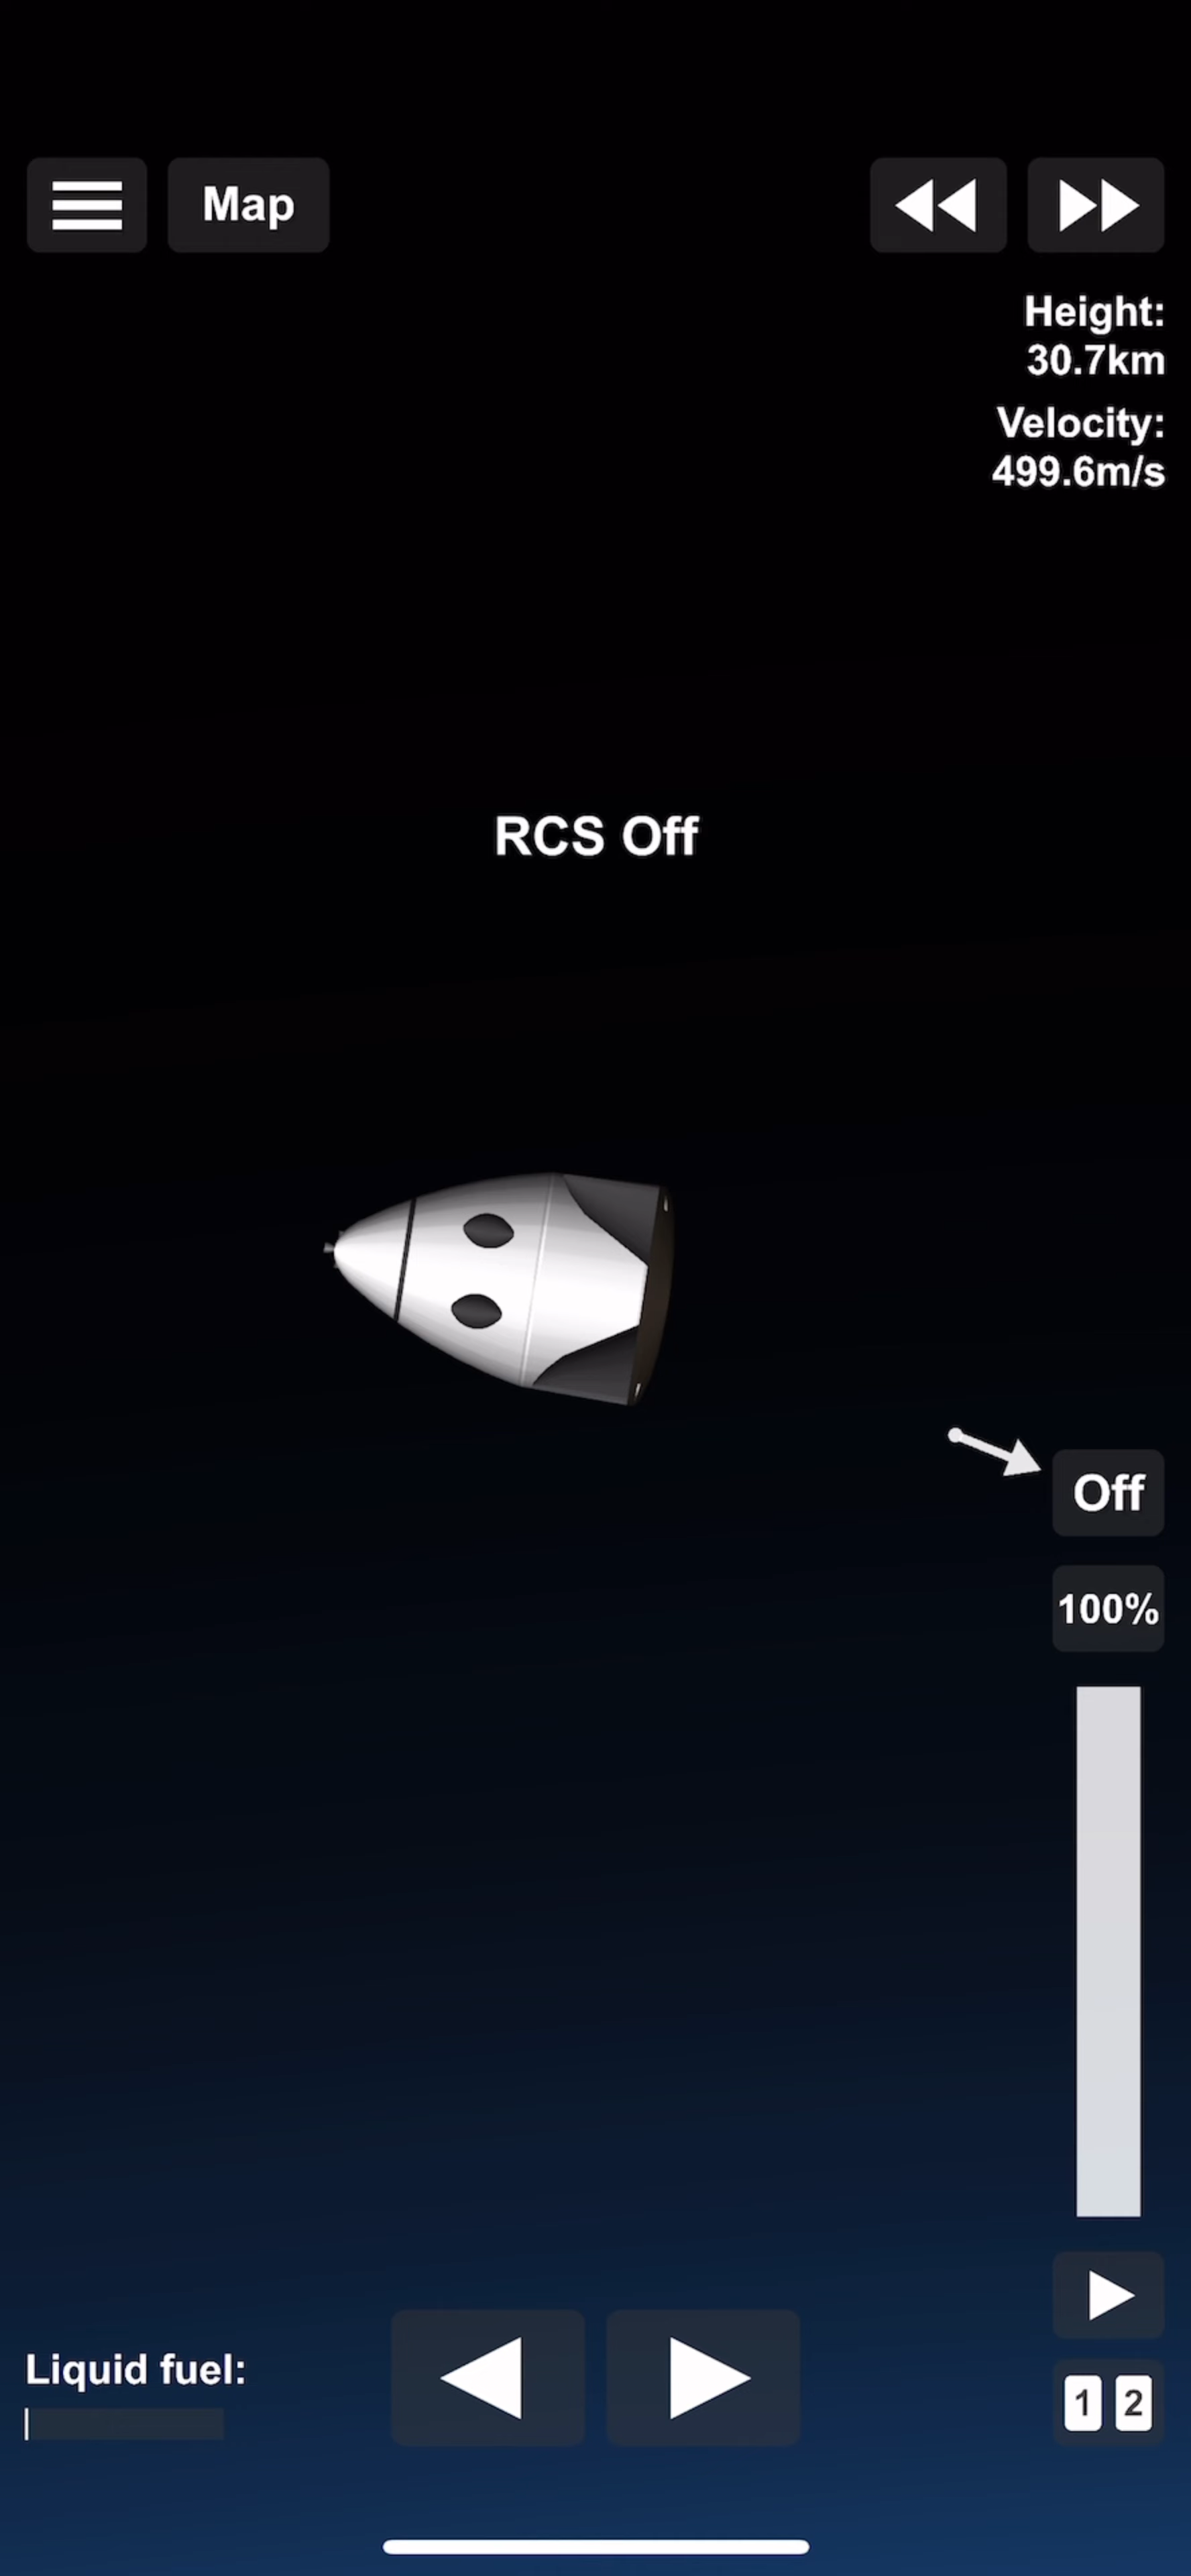 Map
Height:
30.7km
Velocity:
499.6m/s
RCS Off
Off
100%
Liquid fuel:
1 2